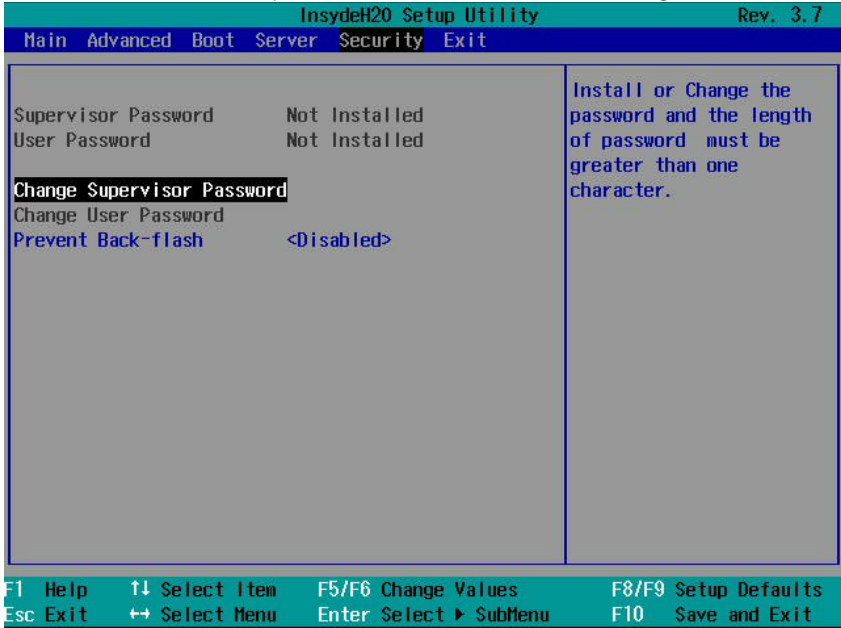 InsydeH20 Setup Utility Rev. 3.7
Main Advanced Boot Server Security Exit
Supervisor Password Not Installed
User Password Not Installed
Change Supervisor Password
Change User Password
Prevent Back-flash <Disabled>
Install or Change the
password and the length
of password must be
greater than one
character.
F1 Help ↑↓ Select Item F5/F6 Change Values F8/F9 Setup Defaults
Esc Exit ↔ Select Menu Enter Select ► SubMenu F10 Save and Exit